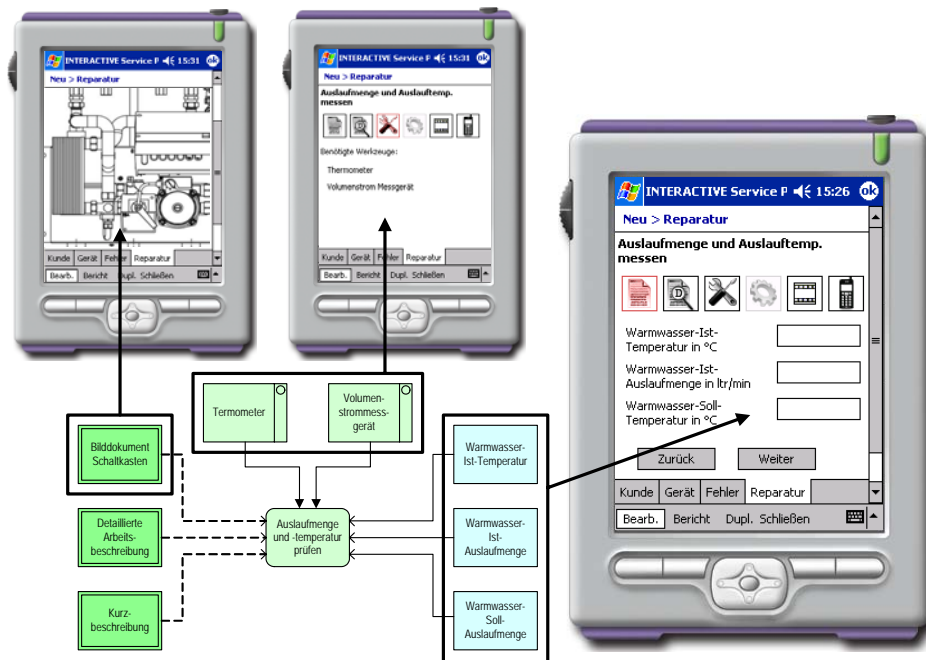 INTERACTIVE Service P 15:31 ok
Neu > Reparatur
Kunde Gerät Fehler Reparatur
Bearb. Bericht Dupl. Schließen
INTERACTIVE Service P 15:31 ok
Neu > Reparatur
Auslaufmenge und Auslauftemp.
messen
D
Benötigte Werkzeuge:
Thermometer
Volumenstrom Messgerät
Kunde Gerät Fehler Reparatur
Bearb. Bericht Dupl. Schließen
INTERACTIVE Service P 15:26 ok
Neu > Reparatur
Auslaufmenge und Auslauftemp.
messen
D
Warmwasser-Ist-
Temperatur in °C
Warmwasser-Ist-
Auslaufmenge in ltr/min
Warmwasser-Soll-
Temperatur in °C
Zurück Weiter
Kunde Gerät Fehler Reparatur
Bearb. Bericht Dupl. Schließen
Termometer
Volumen-
strommess-
gerät
Bilddokument
Schaltkasten
Detaillierte
Arbeits-
beschreibung
Kurz-
beschreibung
Auslaufmenge
und -temperatur
prüfen
Warmwasser-
Ist-Temperatur
Warmwasser-
Ist-
Auslaufmenge
Warmwasser-
Soll-
Auslaufmenge